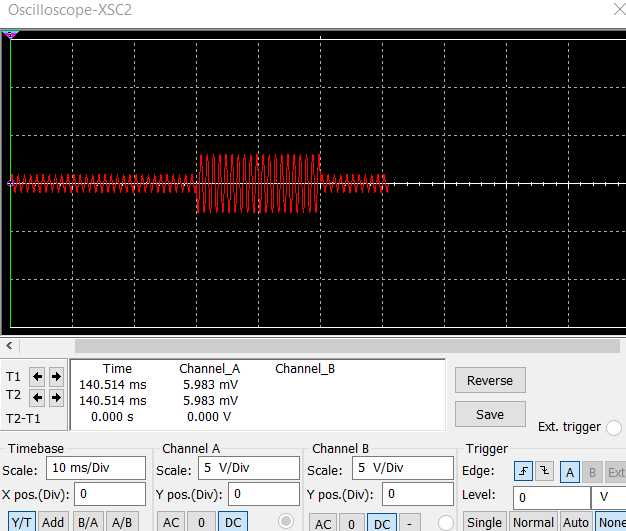 Oscilloscope-XSC2
T1
T2
T2-T1
Time Channel_A Channel_B
140.514 ms 5.983 mV
140.514 ms 5.983 mV
0.000 s 0.000 V
Reverse
Save
Ext. trigger
Timebase
Scale: 10 ms/Div
X pos.(Div): 0
Y/T Add B/A A/B
Channel A
Scale: 5 V/Div
Y pos.(Div): 0
AC 0 DC
Channel B
Scale: 5 V/Div
Y pos.(Div): 0
AC 0 DC -
Trigger
Edge: A B Ext
Level: 0 V
Single Normal Auto None